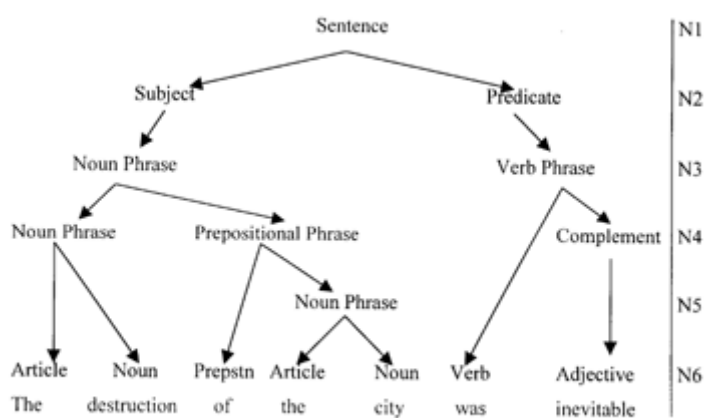 Sentence N1
Subject Predicate N2
Noun Phrase Verb Phrase N3
Noun Phrase Prepositional Phrase Complement N4
Noun Phrase N5
Article Noun Prepstn Article Noun Verb Adjective N6
The destruction of the city was inevitable